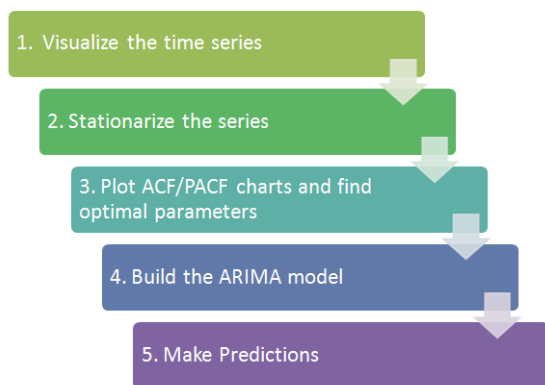 1. Visualize the time series
2. Stationarize the series
3. Plot ACF/PACF charts and find
optimal parameters
4. Build the ARIMA model
5. Make Predictions